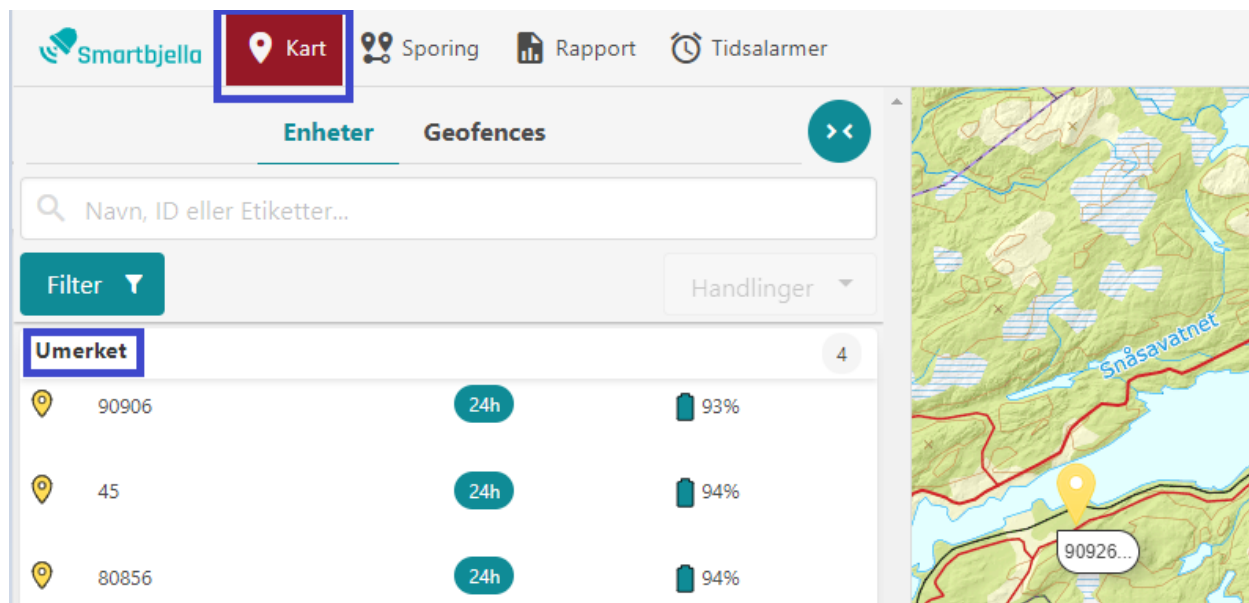 Smartbjella Kart Sporing Rapport Tidsalarmer
Enheter Geofences
Navn, ID eller Etiketter...
Filter Handlinger
Umerket 4
90906 24h 93%
45 24h 94%
80856 24h 94%
Snåsavatnet
90926...